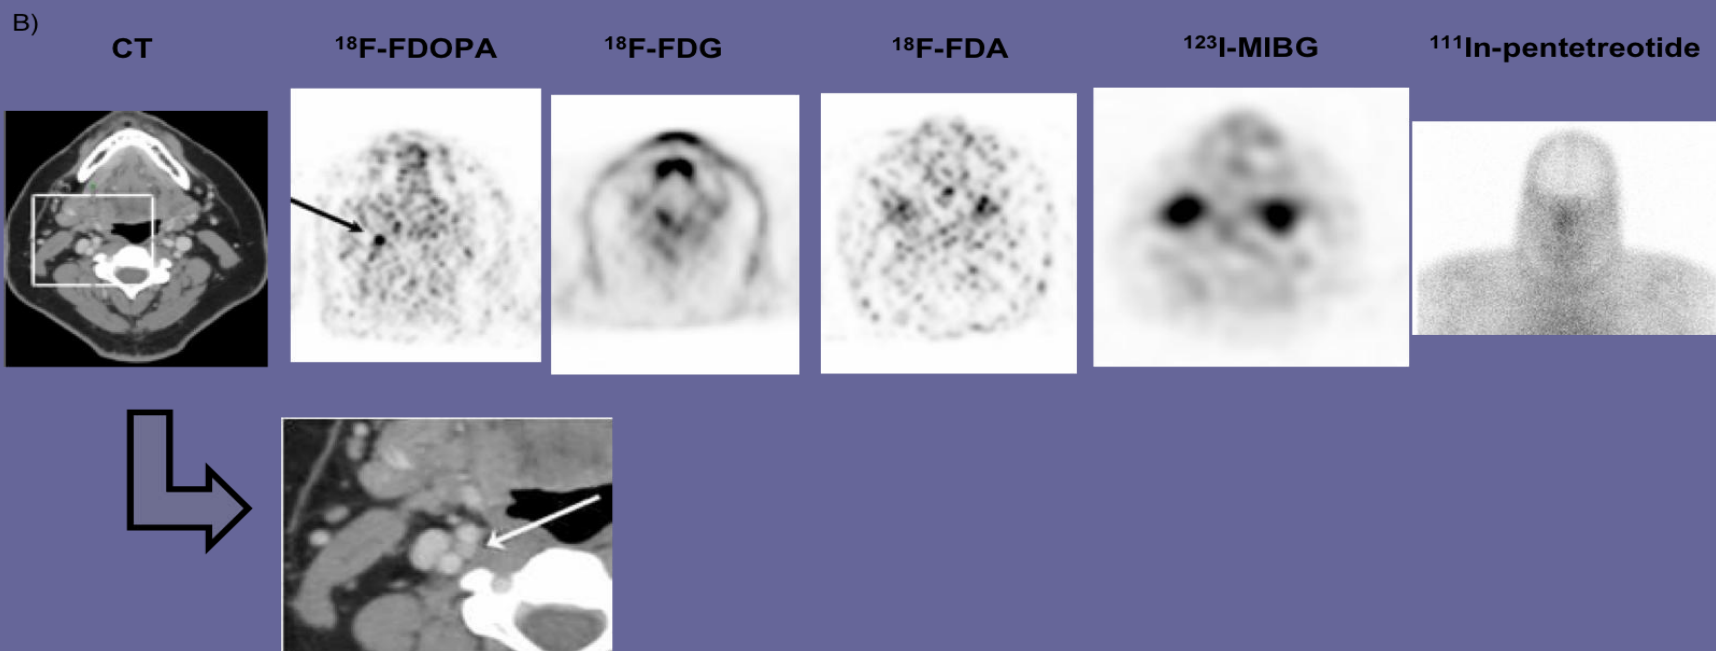 B)
CT
¹⁸F-FDOPA
¹⁸F-FDG
¹⁸F-FDA
¹²³I-MIBG
¹¹¹In-pentetreotide